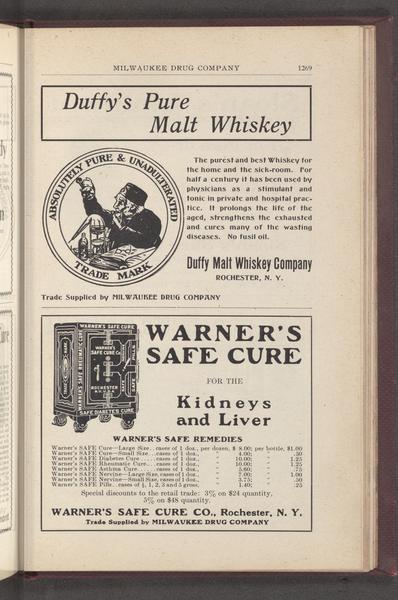 MILWAUKEE DRUG COMPANY 1269
Duffy's Pure
Malt Whiskey
ABSOLUTELY PURE & UNADULTERATED
TRADE MARK
The purest and best Whiskey for
the home and the sick-room. For
half a century it has been used by
physicians as a stimulant and
tonic in private and hospital prac-
tice. It prolongs the life of the
aged, strengthens the exhausted
and cures many of the wasting
diseases. No fusil oil.
Duffy Malt Whiskey Company
ROCHESTER, N. Y.
Trade Supplied by MILWAUKEE DRUG COMPANY
WARNER'S SAFE CURE
WARNER'S
SAFE CURE Co.
ROCHESTER
SAFE DIABETES CURE
WARNER'S SAFE RHEUMATIC CURE
WARNER'S
SAFE CURE
FOR THE
Kidneys
and Liver
WARNER'S SAFE REMEDIES
Warner's SAFE Cure—Large Size, cases of 1 doz., per dozen, $ 8.00; per bottle, $1.00
Warner's SAFE Cure—Small Size...cases of 1 doz., " 4.00; " .50
Warner's SAFE Diabetes Cure.....cases of 1 doz., " 10.00; " 1.25
Warner's SAFE Rheumatic Cure...cases of 1 doz., " 10.00; " 1.25
Warner's SAFE Asthma Cure......cases of 1 doz., " 5.60; " .75
Warner's SAFE Nervine—Large Size, cases of 1 doz., " 7.00; " 1.00
Warner's SAFE Nervine—Small Size, cases of 1 doz., " 3.75; " .50
Warner's SAFE Pills..cases of ½, 1, 2, 3 and 5 gross, " 1.40; " .25
Special discounts to the retail trade: 3% on $24 quantity,
5% on $48 quantity.
WARNER'S SAFE CURE CO., Rochester, N. Y.
Trade Supplied by MILWAUKEE DRUG COMPANY